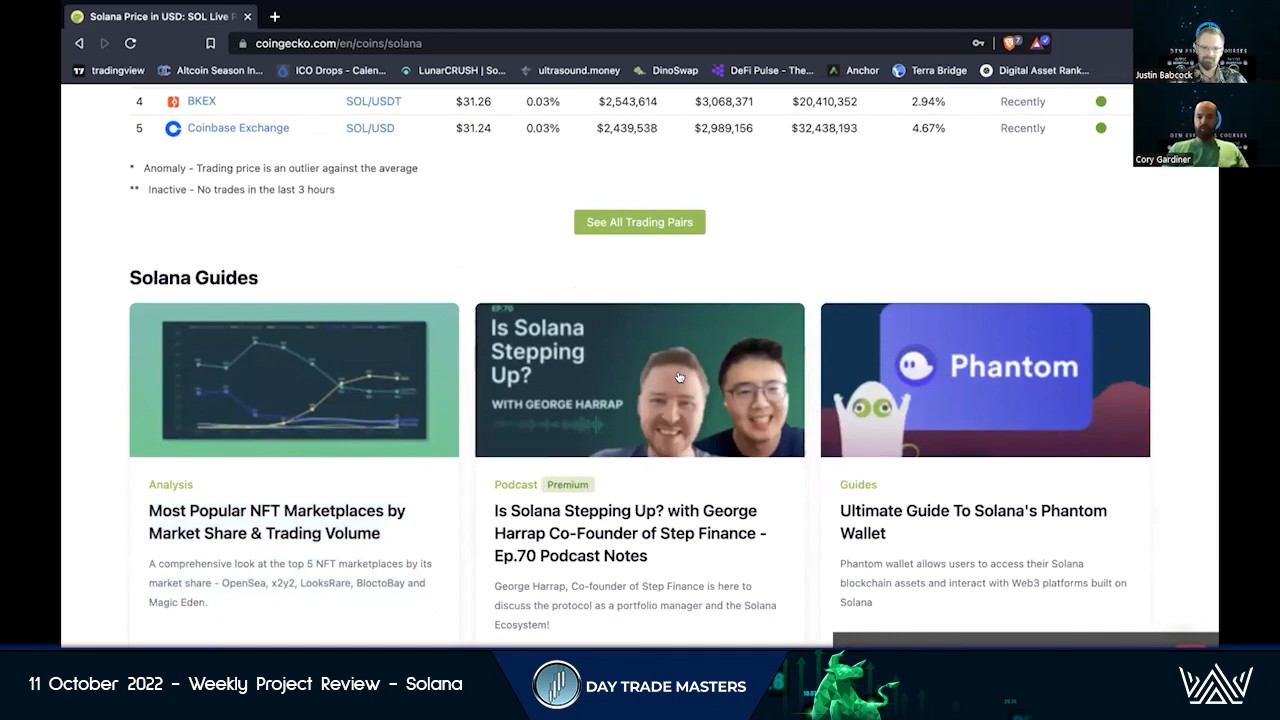 Solana Price in USD: SOL Live P
coingecko.com/en/coins/solana
tradingview
Altcoin Season In...
ICO Drops - Calen...
LunarCRUSH | So...
ultrasound.money
DinoSwap
DeFi Pulse - The...
Anchor
Terra Bridge
Digital Asset Rank...
Justin Babcock
Cory Gardiner
4 BKEX SOL/USDT $31.26 0.03% $2,543,614 $3,068,371 $20,410,352 2.94% Recently
5 Coinbase Exchange SOL/USD $31.24 0.03% $2,439,538 $2,989,156 $32,438,193 4.67% Recently
* Anomaly - Trading price is an outlier against the average
** Inactive - No trades in the last 3 hours
See All Trading Pairs
Solana Guides
EP.70
Is Solana
Stepping
Up?
WITH GEORGE HARRAP
Phantom
Analysis
Most Popular NFT Marketplaces by
Market Share & Trading Volume
A comprehensive look at the top 5 NFT marketplaces by its
market share - OpenSea, x2y2, LooksRare, BloctoBay and
Magic Eden.
Podcast Premium
Is Solana Stepping Up? with George
Harrap Co-Founder of Step Finance -
Ep.70 Podcast Notes
George Harrap, Co-founder of Step Finance is here to
discuss the protocol as a portfolio manager and the Solana
Ecosystem!
Guides
Ultimate Guide To Solana's Phantom
Wallet
Phantom wallet allows users to access their Solana
blockchain assets and interact with Web3 platforms built on
Solana
11 October 2022 - Weekly Project Review - Solana
DAY TRADE MASTERS